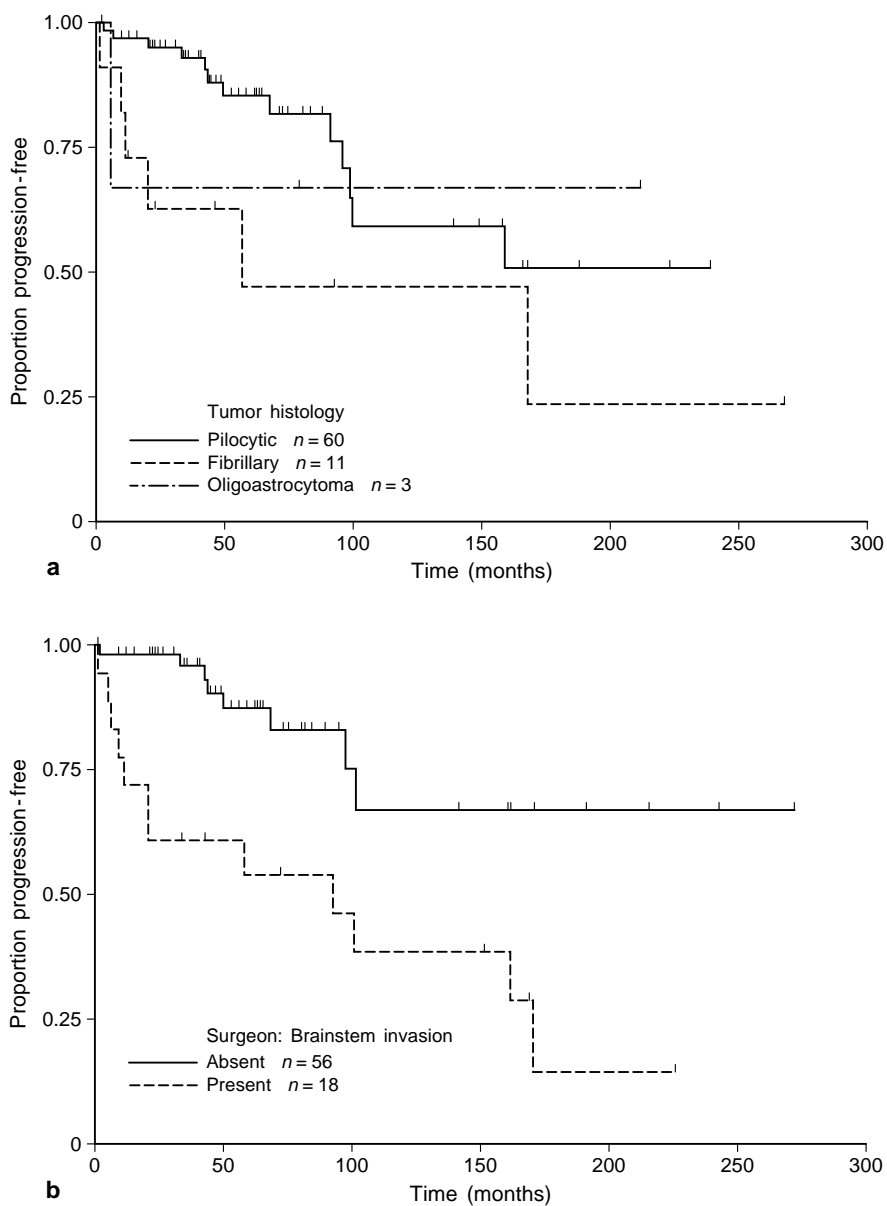 1.00
0.75
0.50
0.25
0
Proportion progression-free
Tumor histology
Pilocytic n = 60
Fibrillary n = 11
Oligoastrocytoma n = 3
0 50 100 150 200 250 300
Time (months)
a
1.00
0.75
0.50
0.25
0
Proportion progression-free
Surgeon: Brainstem invasion
Absent n = 56
Present n = 18
0 50 100 150 200 250 300
Time (months)
b